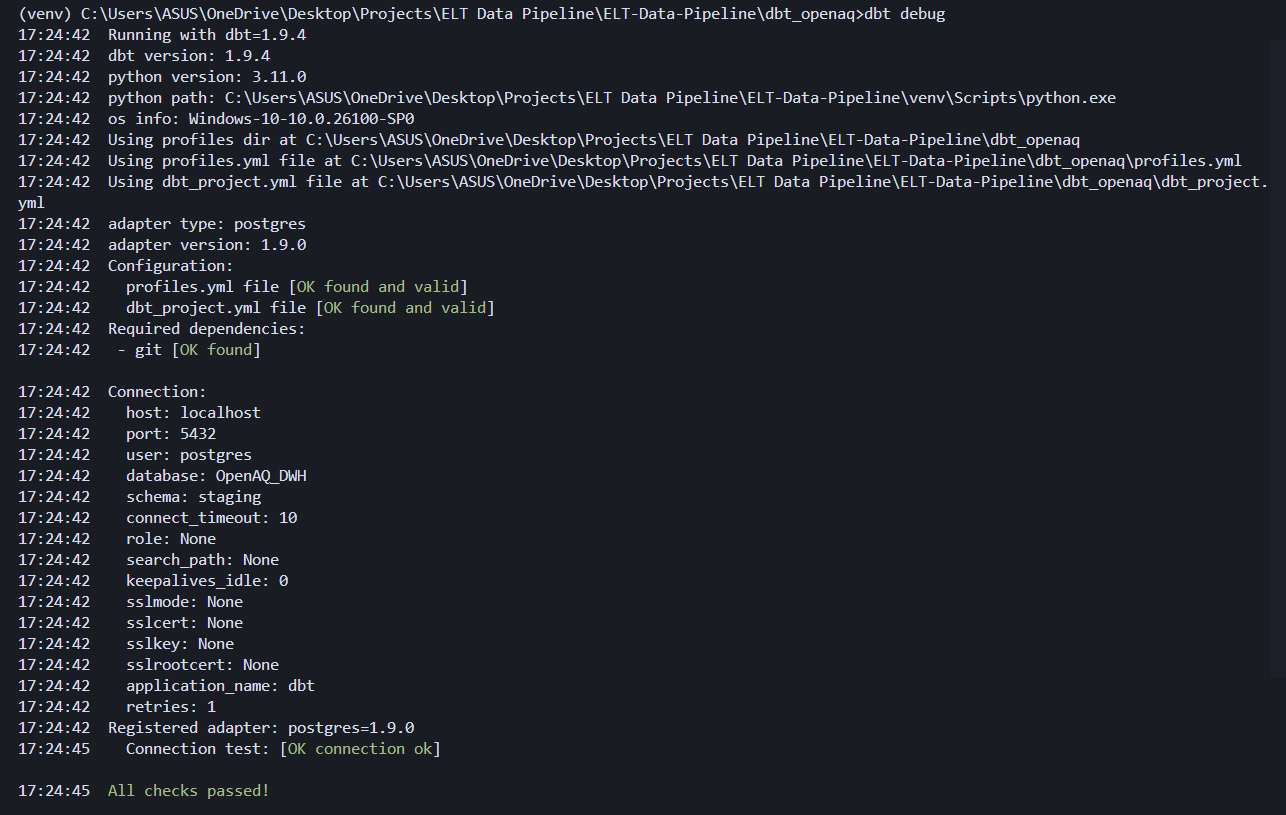 (venv) C:\Users\ASUS\OneDrive\Desktop\Projects\ELT Data Pipeline\ELT-Data-Pipeline\dbt_openaq>dbt debug
17:24:42  Running with dbt=1.9.4
17:24:42  dbt version: 1.9.4
17:24:42  python version: 3.11.0
17:24:42  python path: C:\Users\ASUS\OneDrive\Desktop\Projects\ELT Data Pipeline\ELT-Data-Pipeline\venv\Scripts\python.exe
17:24:42  os info: Windows-10-10.0.26100-SP0
17:24:42  Using profiles dir at C:\Users\ASUS\OneDrive\Desktop\Projects\ELT Data Pipeline\ELT-Data-Pipeline\dbt_openaq
17:24:42  Using profiles.yml file at C:\Users\ASUS\OneDrive\Desktop\Projects\ELT Data Pipeline\ELT-Data-Pipeline\dbt_openaq\profiles.yml
17:24:42  Using dbt_project.yml file at C:\Users\ASUS\OneDrive\Desktop\Projects\ELT Data Pipeline\ELT-Data-Pipeline\dbt_openaq\dbt_project.
yml
17:24:42  adapter type: postgres
17:24:42  adapter version: 1.9.0
17:24:42  Configuration:
17:24:42    profiles.yml file [OK found and valid]
17:24:42    dbt_project.yml file [OK found and valid]
17:24:42  Required dependencies:
17:24:42   - git [OK found]

17:24:42  Connection:
17:24:42    host: localhost
17:24:42    port: 5432
17:24:42    user: postgres
17:24:42    database: OpenAQ_DWH
17:24:42    schema: staging
17:24:42    connect_timeout: 10
17:24:42    role: None
17:24:42    search_path: None
17:24:42    keepalives_idle: 0
17:24:42    sslmode: None
17:24:42    sslcert: None
17:24:42    sslkey: None
17:24:42    sslrootcert: None
17:24:42    application_name: dbt
17:24:42    retries: 1
17:24:42  Registered adapter: postgres=1.9.0
17:24:45    Connection test: [OK connection ok]

17:24:45  All checks passed!